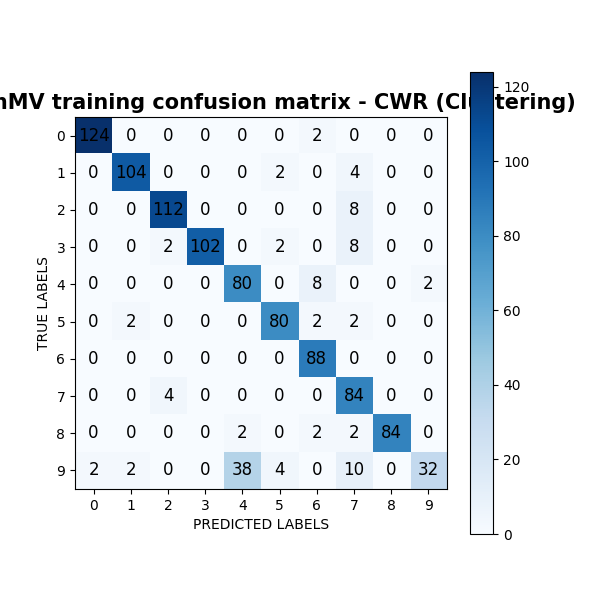 training confusion matrix - CWR (Clustering)
0 124 0 0 0 0 0 2 0 0 0
1 0 104 0 0 0 2 0 4 0 0
2 0 0 112 0 0 0 0 8 0 0
3 0 0 2 102 0 2 0 8 0 0
4 0 0 0 0 80 0 8 0 0 2
5 0 2 0 0 0 80 2 2 0 0
6 0 0 0 0 0 0 88 0 0 0
7 0 0 4 0 0 0 0 84 0 0
8 0 0 0 0 2 0 2 2 84 0
9 2 2 0 0 38 4 0 10 0 32
0 1 2 3 4 5 6 7 8 9
PREDICTED LABELS
TRUE LABELS
120
100
80
60
40
20
0